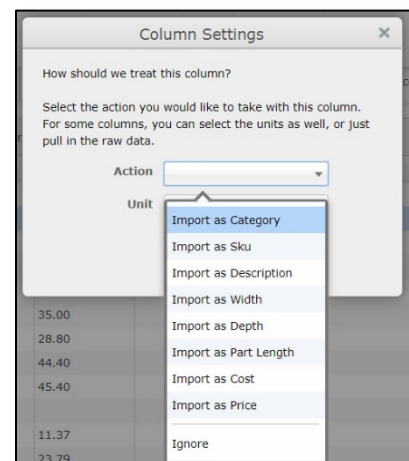 Column Settings
How should we treat this column?
Select the action you would like to take with this column.
For some columns, you can select the units as well, or just
pull in the raw data.
Action
Unit
Import as Category
Import as Sku
Import as Description
Import as Width
Import as Depth
Import as Part Length
Import as Cost
Import as Price
Ignore
35.00
28.80
44.40
45.40
11.37
23.79